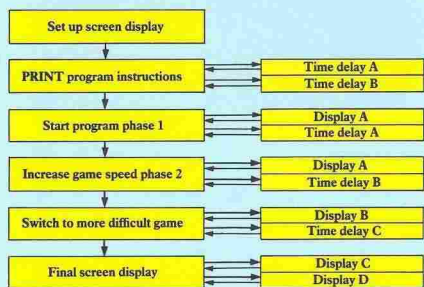 Set up screen display
PRINT program instructions
Time delay A
Time delay B
Start program phase 1
Display A
Time delay A
Increase game speed phase 2
Display A
Time delay B
Switch to more difficult game
Display B
Time delay C
Final screen display
Display C
Display D